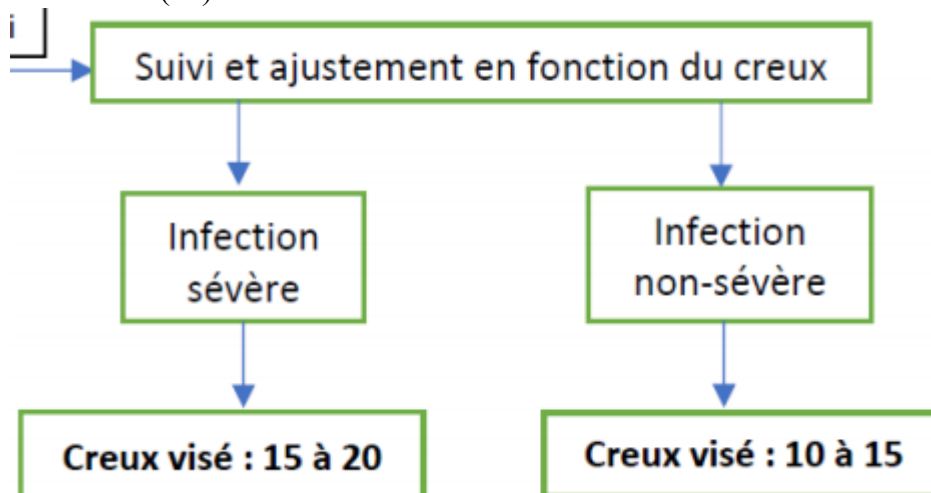 i
Suivi et ajustement en fonction du creux
Infection
sévère
Infection
non-sévère
Creux visé : 15 à 20
Creux visé : 10 à 15